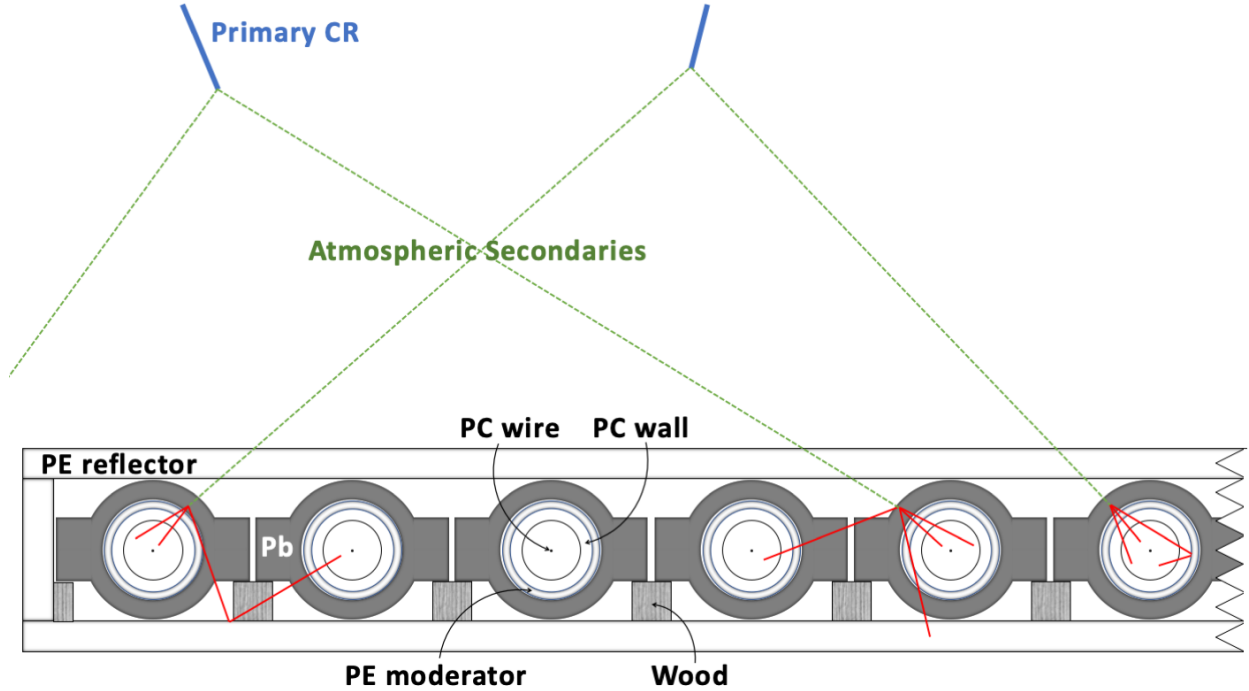 Primary CR
Atmospheric Secondaries
PC wire
PC wall
PE reflector
Pb
PE moderator
Wood